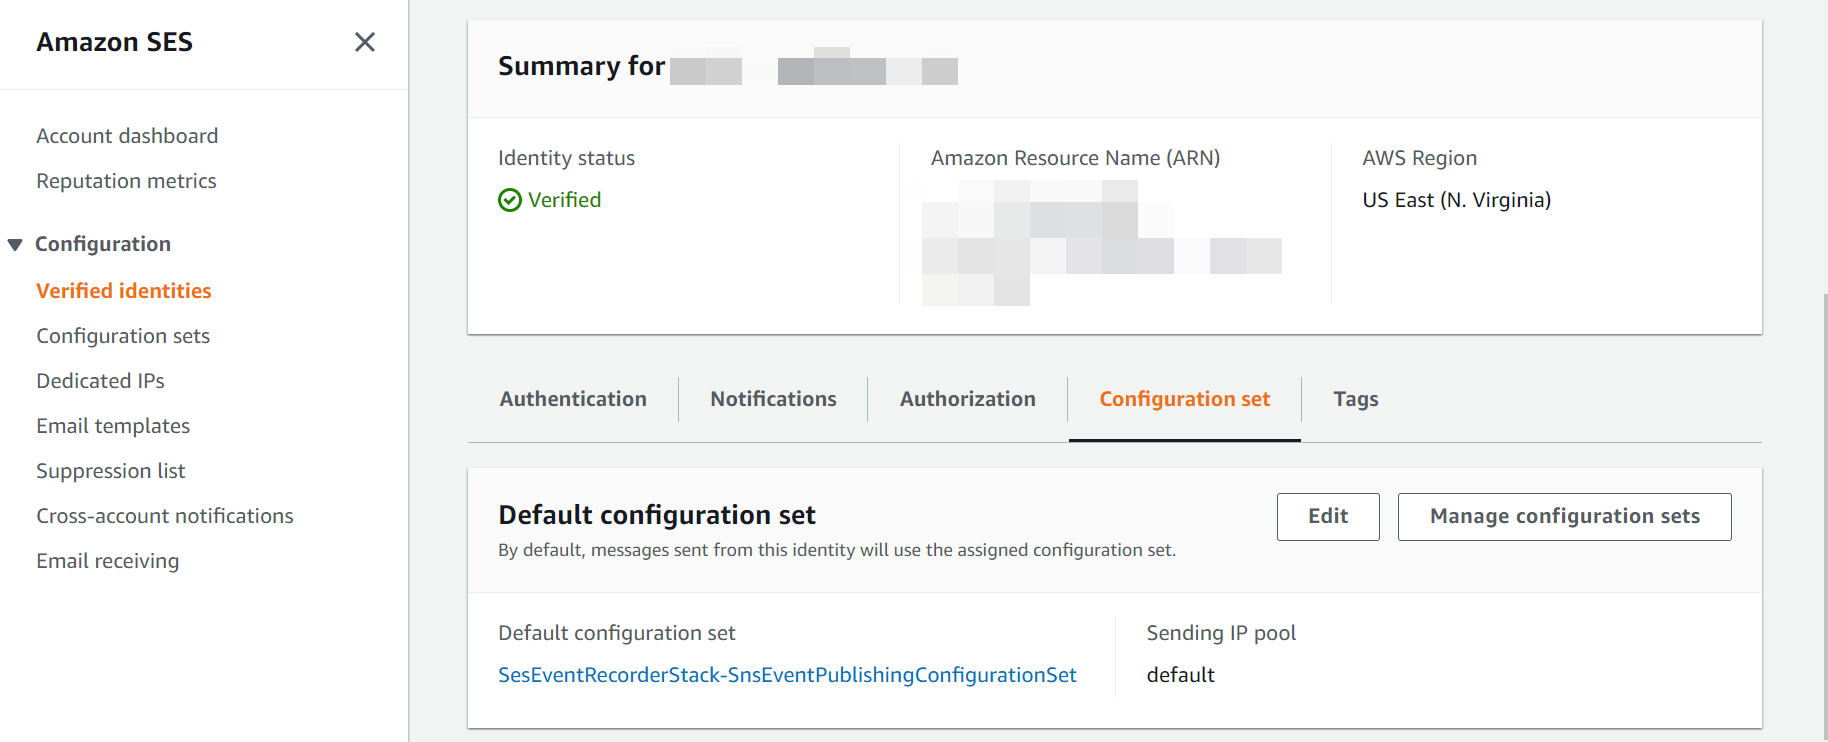 Amazon SES
Account dashboard
Reputation metrics
Configuration
Verified identities
Configuration sets
Dedicated IPs
Email templates
Suppression list
Cross-account notifications
Email receiving
Summary for
Identity status
Verified
Amazon Resource Name (ARN)
AWS Region
US East (N. Virginia)
Authentication
Notifications
Authorization
Configuration set
Tags
Default configuration set
By default, messages sent from this identity will use the assigned configuration set.
Edit
Manage configuration sets
Default configuration set
SesEventRecorderStack-SnsEventPublishingConfigurationSet
Sending IP pool
default